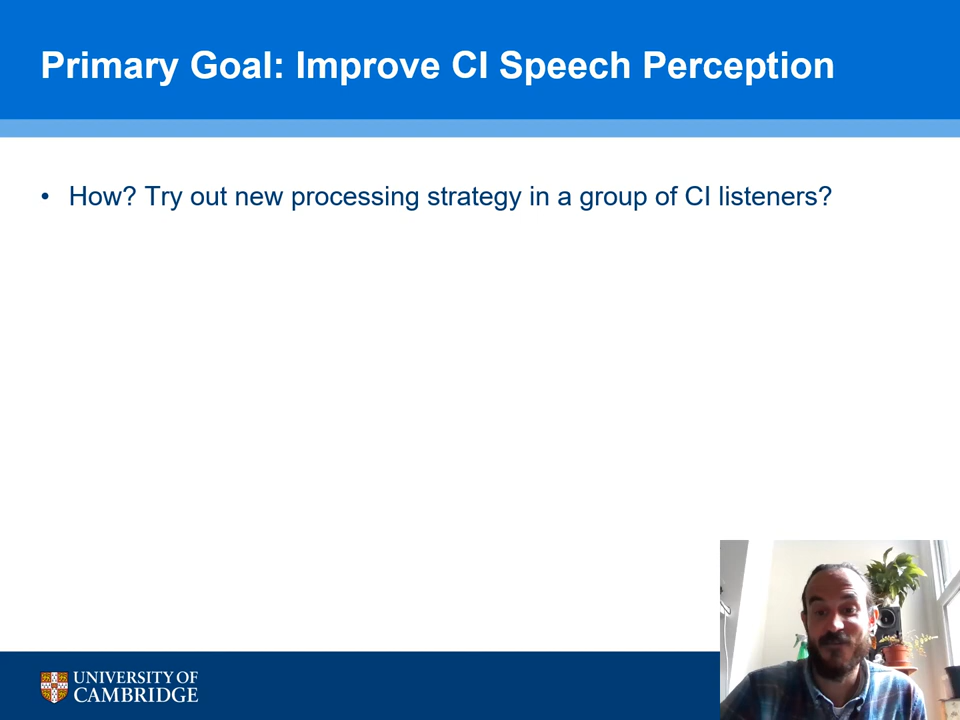 Primary Goal: Improve CI Speech Perception
• How? Try out new processing strategy in a group of CI listeners?
UNIVERSITY OF
CAMBRIDGE